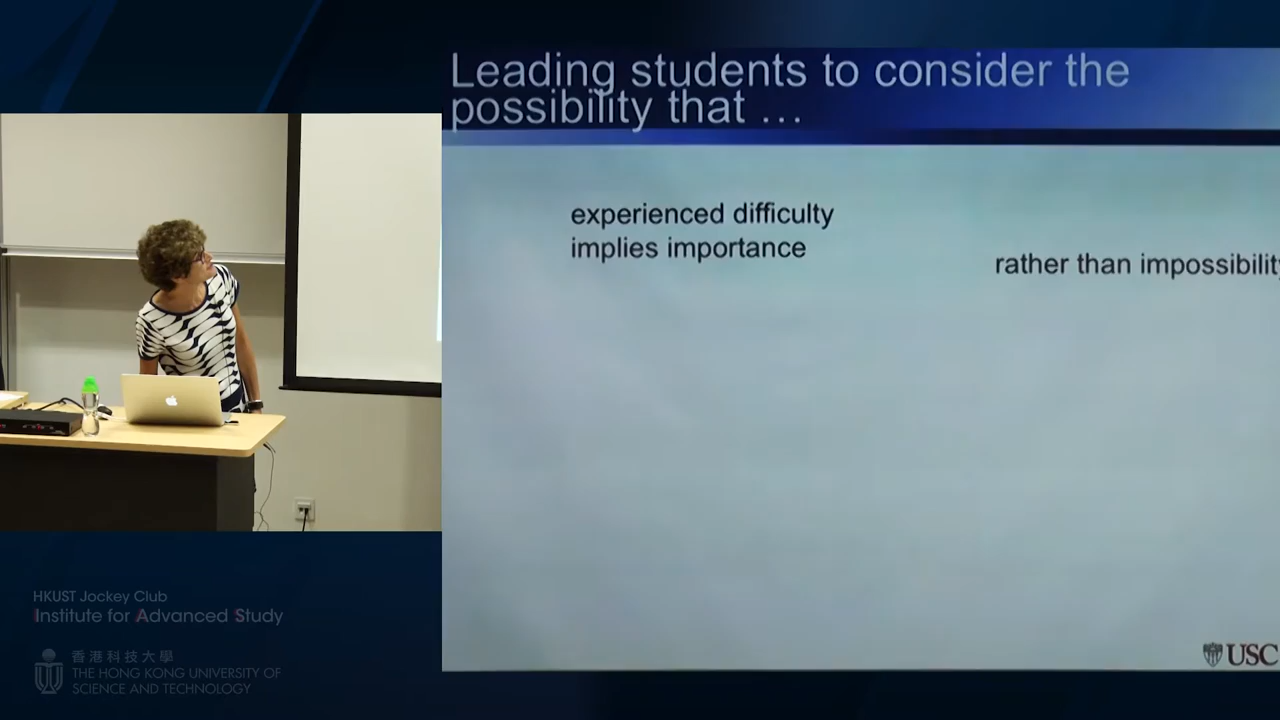 Leading students to consider the
possibility that …
experienced difficulty
implies importance
rather than impossibility
USC
HKUST Jockey Club
Institute for Advanced Study
香港科技大學
THE HONG KONG UNIVERSITY OF
SCIENCE AND TECHNOLOGY